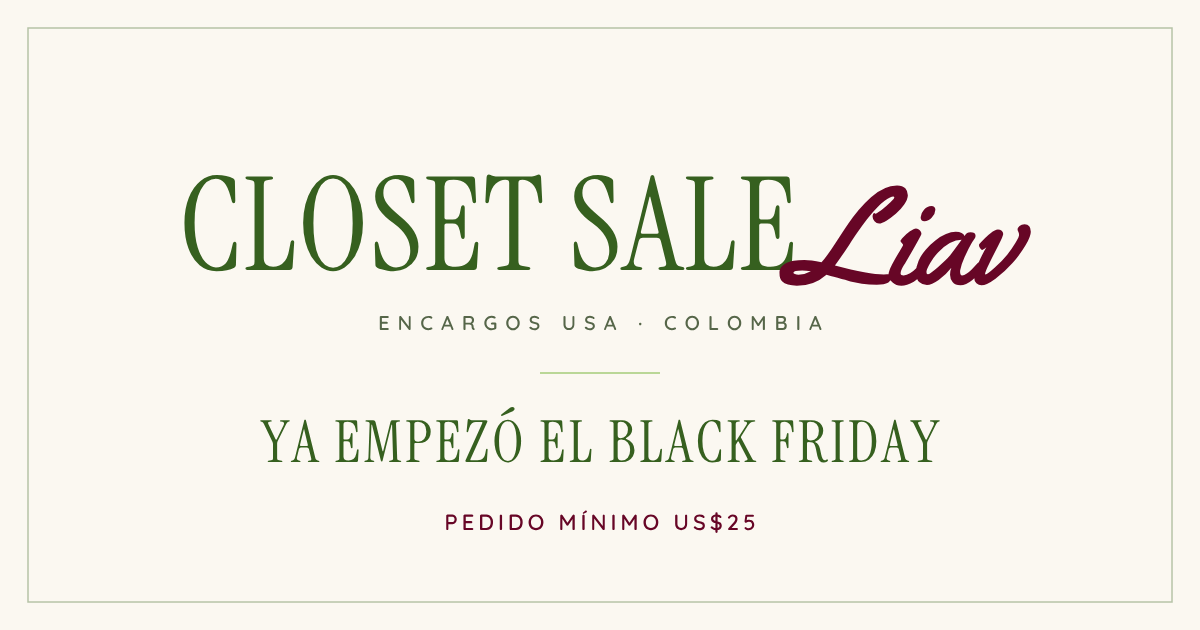 CLOSET SALE Liav
ENCARGOS USA · COLOMBIA
YA EMPEZÓ EL BLACK FRIDAY
PEDIDO MÍNIMO US$25